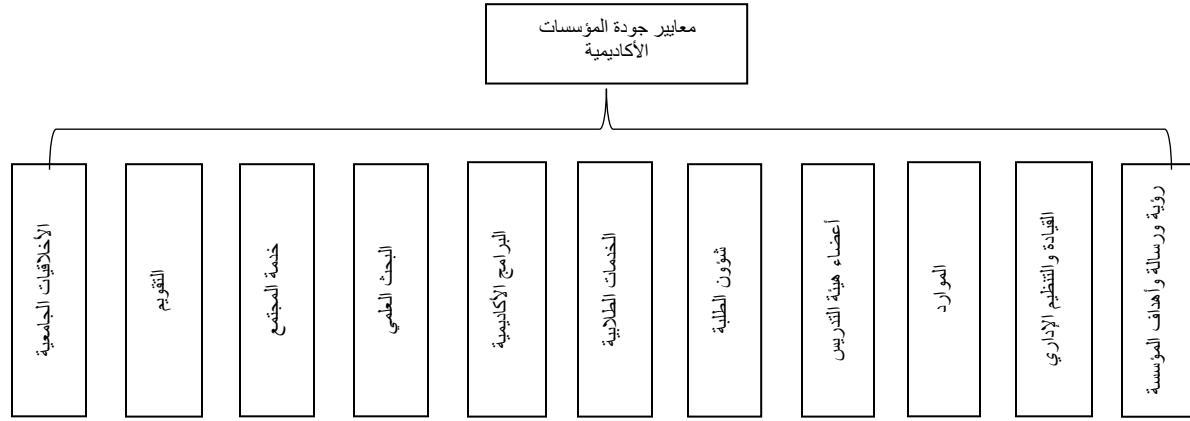 معايير جودة المؤسسات
الأكاديمية
رؤية ورسالة وأهداف المؤسسة
القيادة والتنظيم الإداري
الموارد
أعضاء هيئة التدريس
شؤون الطلبة
الخدمات الطلابية
البرامج الأكاديمية
البحث العلمي
خدمة المجتمع
التقويم
الأخلاقيات الجامعية